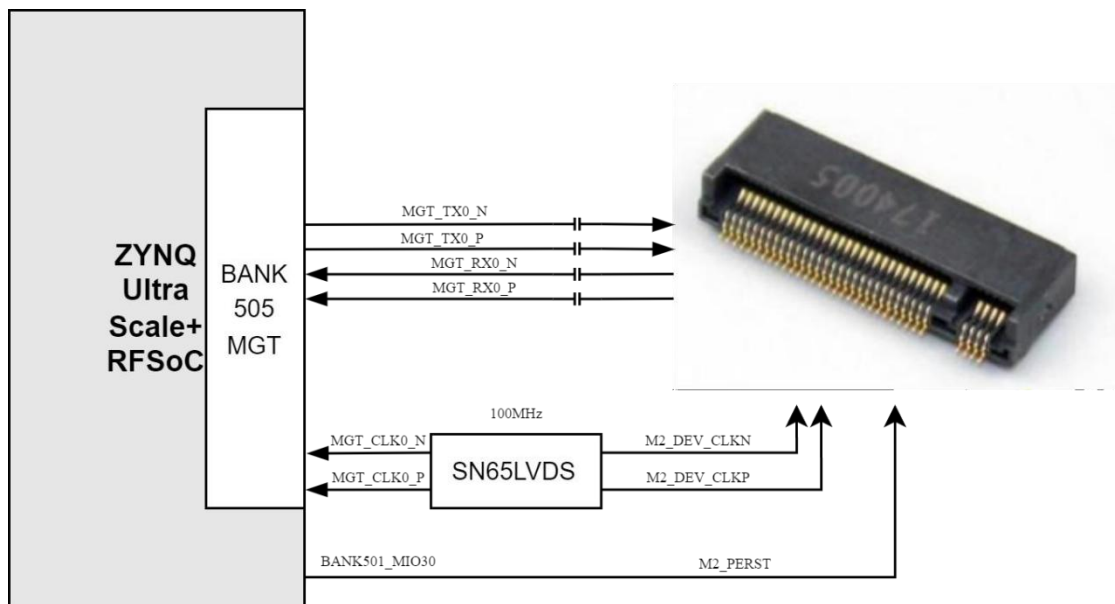 ZYNQ
Ultra
Scale+
RFSoC
BANK
505
MGT
MGT_TX0_N
MGT_TX0_P
MGT_RX0_N
MGT_RX0_P
174005
100MHz
MGT_CLK0_N
MGT_CLK0_P
SN65LVDS
M2_DEV_CLKN
M2_DEV_CLKP
BANK501_MIO30
M2_PERST